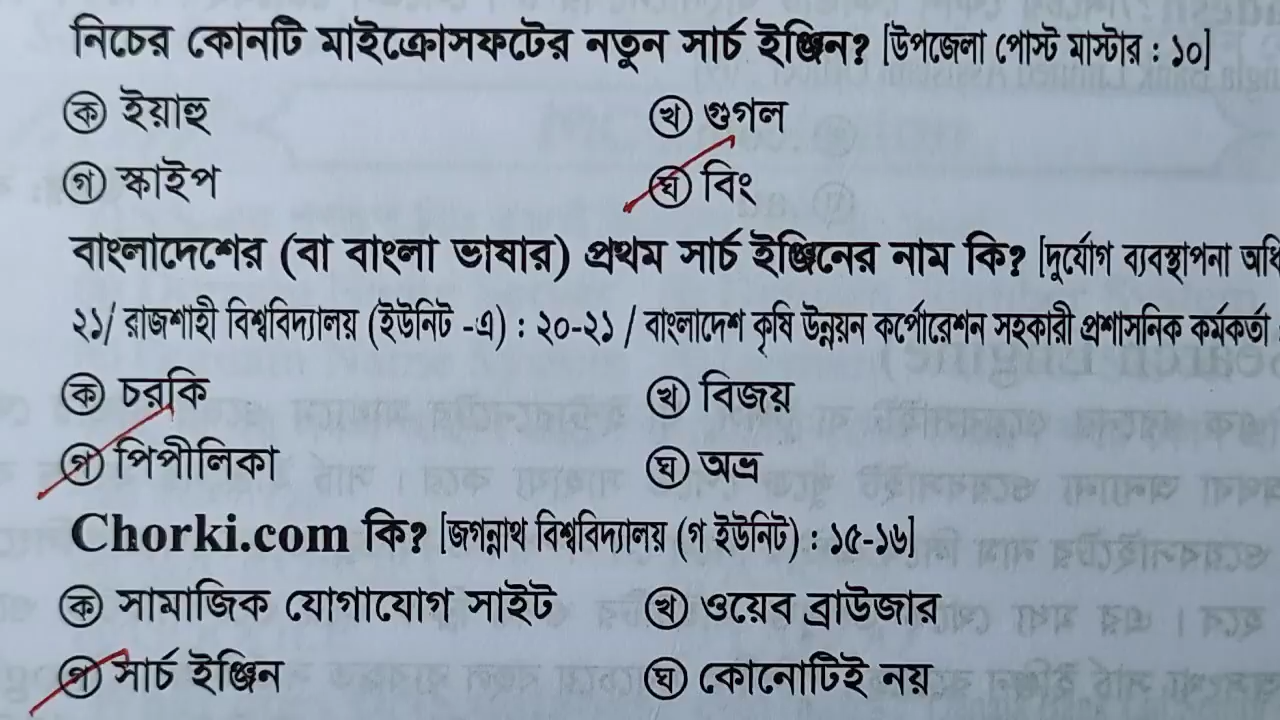 নিচের কোনটি মাইক্রোসফটের নতুন সার্চ ইঞ্জিন? [উপজেলা পোস্ট মাস্টার : ১০]
ক ইয়াহু খ গুগল
গ স্কাইপ ঘ বিং
বাংলাদেশের (বা বাংলা ভাষার) প্রথম সার্চ ইঞ্জিনের নাম কি? [দুর্যোগ ব্যবস্থাপনা অধি
২১/ রাজশাহী বিশ্ববিদ্যালয় (ইউনিট -এ) : ২০-২১ / বাংলাদেশ কৃষি উন্নয়ন কর্পোরেশন সহকারী প্রশাসনিক কর্মকর্তা
ক চরকি খ বিজয়
গ পিপীলিকা ঘ অভ্র
Chorki.com কি? [জগন্নাথ বিশ্ববিদ্যালয় (গ ইউনিট) : ১৫-১৬]
ক সামাজিক যোগাযোগ সাইট খ ওয়েব ব্রাউজার
গ সার্চ ইঞ্জিন ঘ কোনোটিই নয়